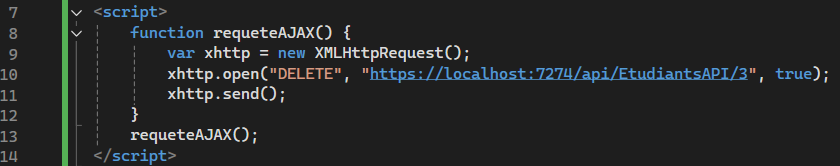 7 <script>
8 function requeteAJAX() {
9 var xhttp = new XMLHttpRequest();
10 xhttp.open("DELETE", "https://localhost:7274/api/EtudiantsAPI/3", true);
11 xhttp.send();
12 }
13 requeteAJAX();
14 </script>